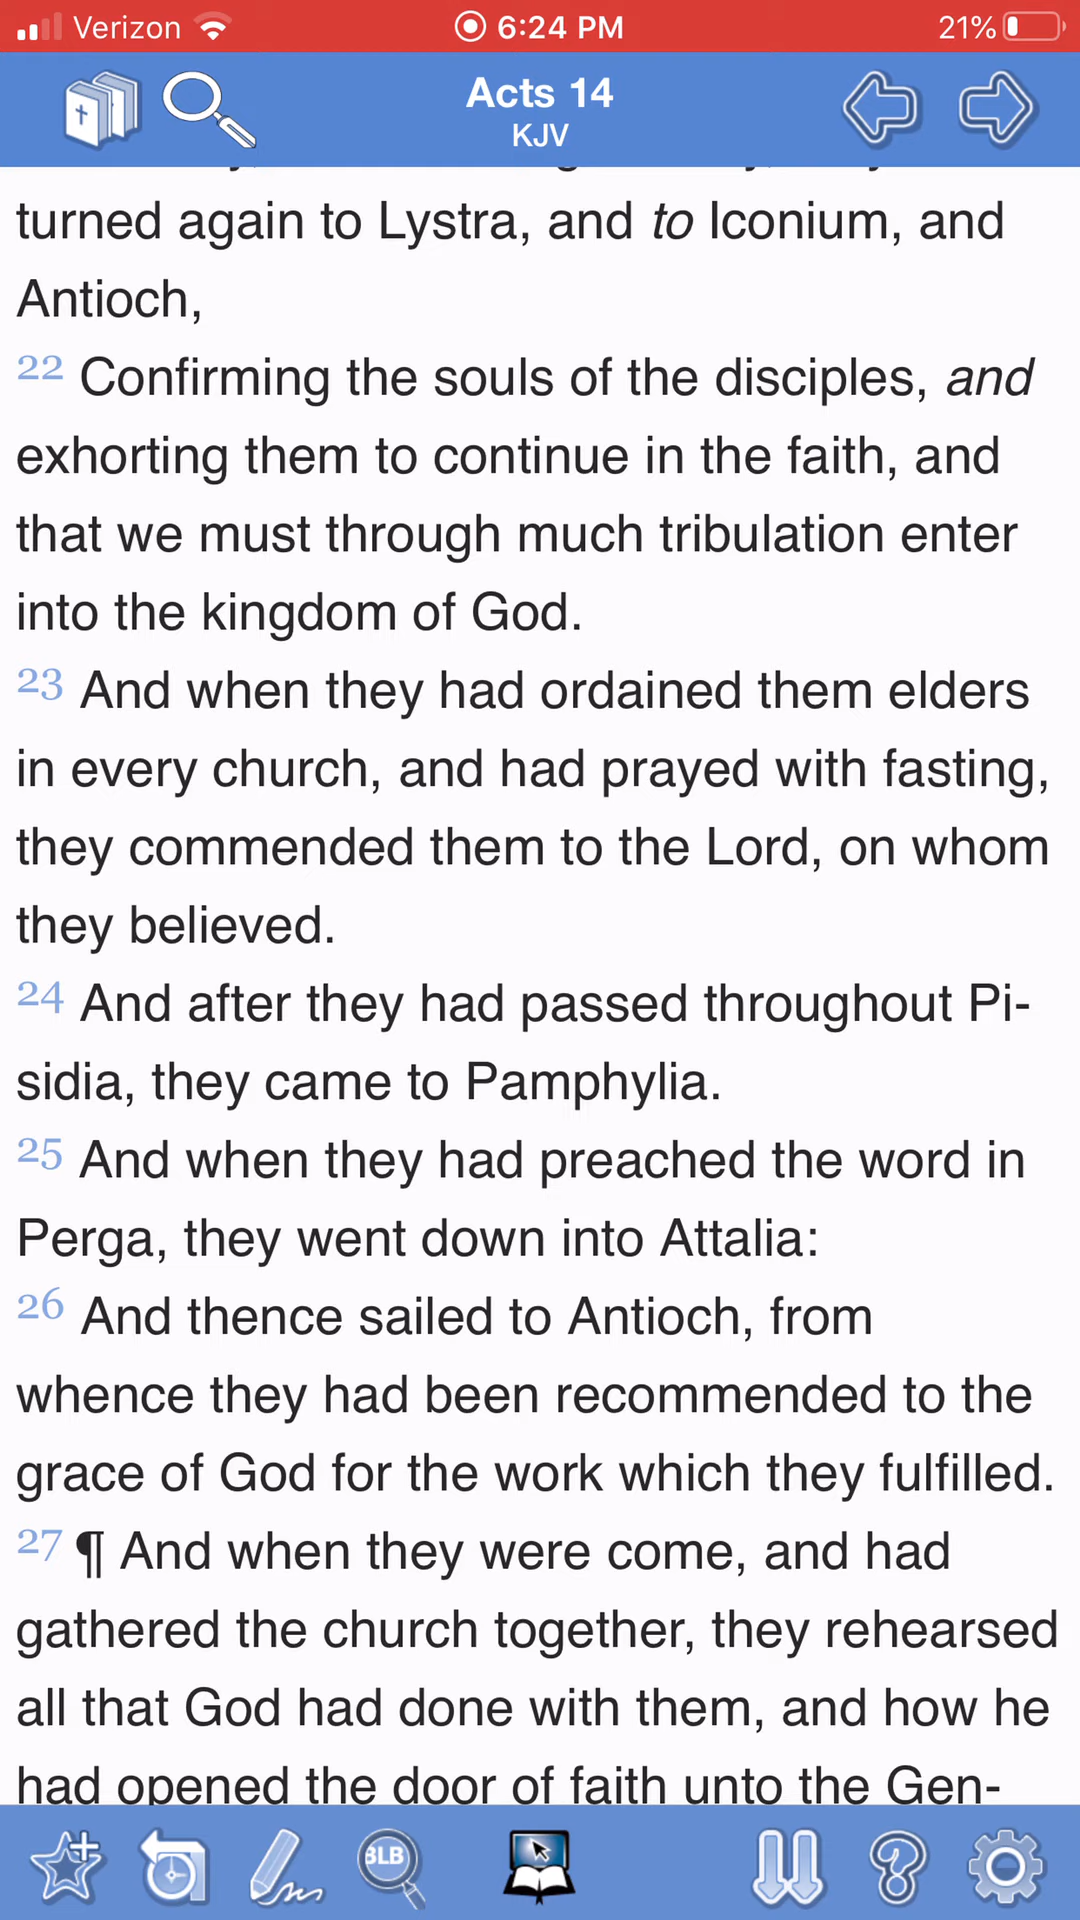 Verizon 6:24 PM 21%
Acts 14
KJV
turned again to Lystra, and to Iconium, and
Antioch,
22 Confirming the souls of the disciples, and
exhorting them to continue in the faith, and
that we must through much tribulation enter
into the kingdom of God.
23 And when they had ordained them elders
in every church, and had prayed with fasting,
they commended them to the Lord, on whom
they believed.
24 And after they had passed throughout Pi-
sidia, they came to Pamphylia.
25 And when they had preached the word in
Perga, they went down into Attalia:
26 And thence sailed to Antioch, from
whence they had been recommended to the
grace of God for the work which they fulfilled.
27 ¶ And when they were come, and had
gathered the church together, they rehearsed
all that God had done with them, and how he
had opened the door of faith unto the Gen-
BLB